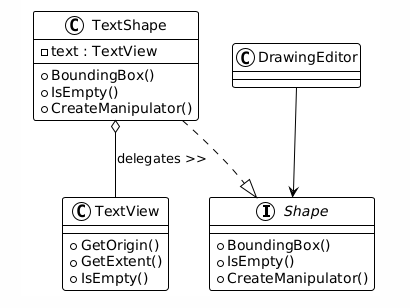 C TextShape
text : TextView
BoundingBox()
IsEmpty()
CreateManipulator()
C DrawingEditor
delegates >>
C TextView
GetOrigin()
GetExtent()
IsEmpty()
I Shape
BoundingBox()
IsEmpty()
CreateManipulator()